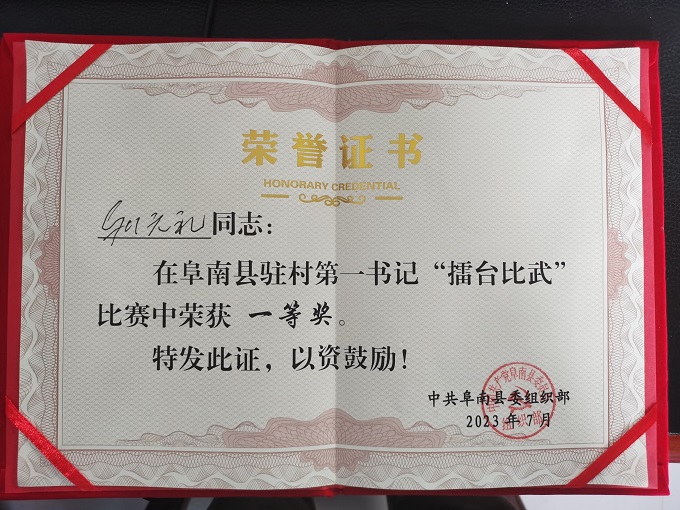 荣誉证书
HONORARY CREDENTIAL
同志：
在阜南县驻村第一书记“擂台比武”
比赛中荣获 一等奖。
特发此证，以资鼓励！
中共阜南县委组织部
2023年7月